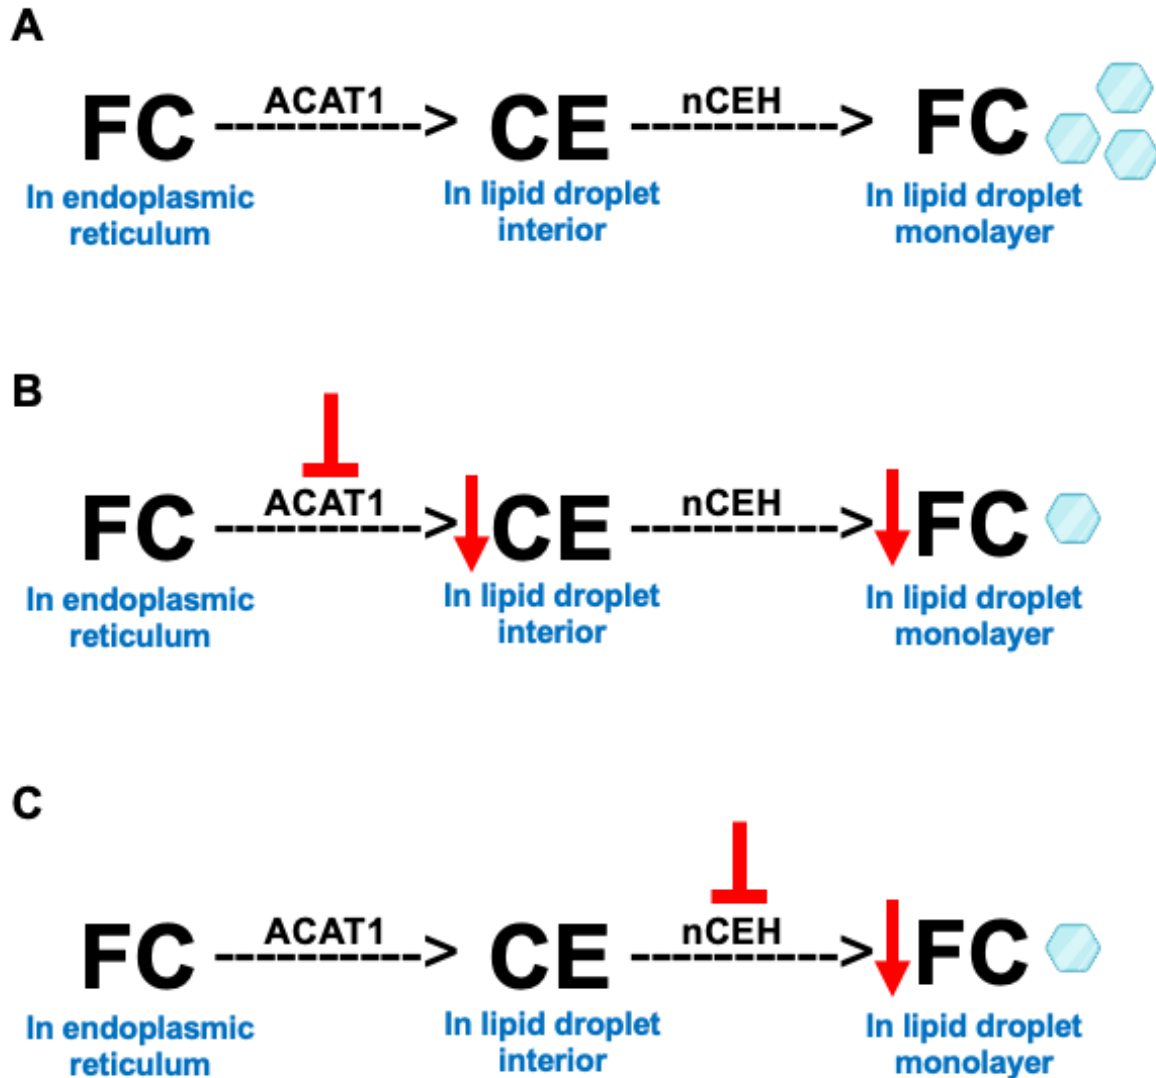 A
FC ----------> CE ----------> FC
ACAT1 nCEH
In endoplasmic reticulum
In lipid droplet interior
In lipid droplet monolayer
B
FC ----------> CE ----------> FC
ACAT1 nCEH
In endoplasmic reticulum
In lipid droplet interior
In lipid droplet monolayer
C
FC ----------> CE ----------> FC
ACAT1 nCEH
In endoplasmic reticulum
In lipid droplet interior
In lipid droplet monolayer